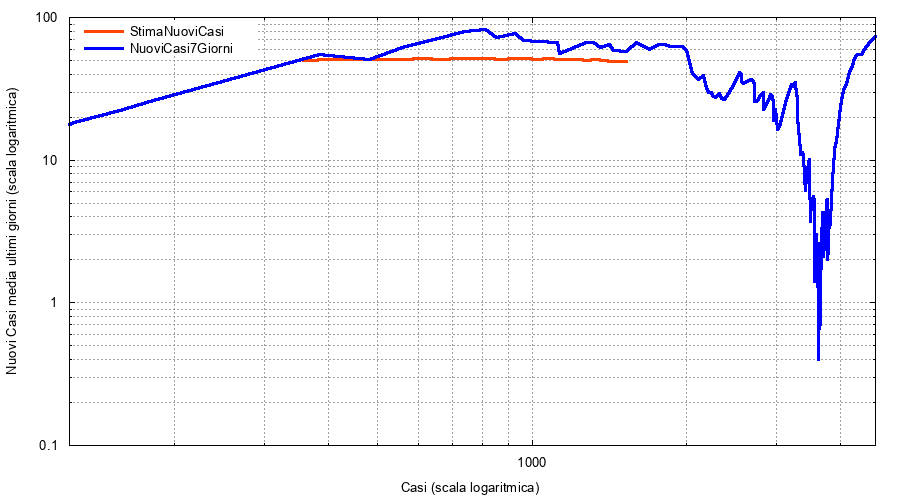 100
StimaNuoviCasi
NuoviCasi7Giorni
10
1
0.1
Nuovi Casi media ultimi giorni (scala logaritmica)
1000
Casi (scala logaritmica)